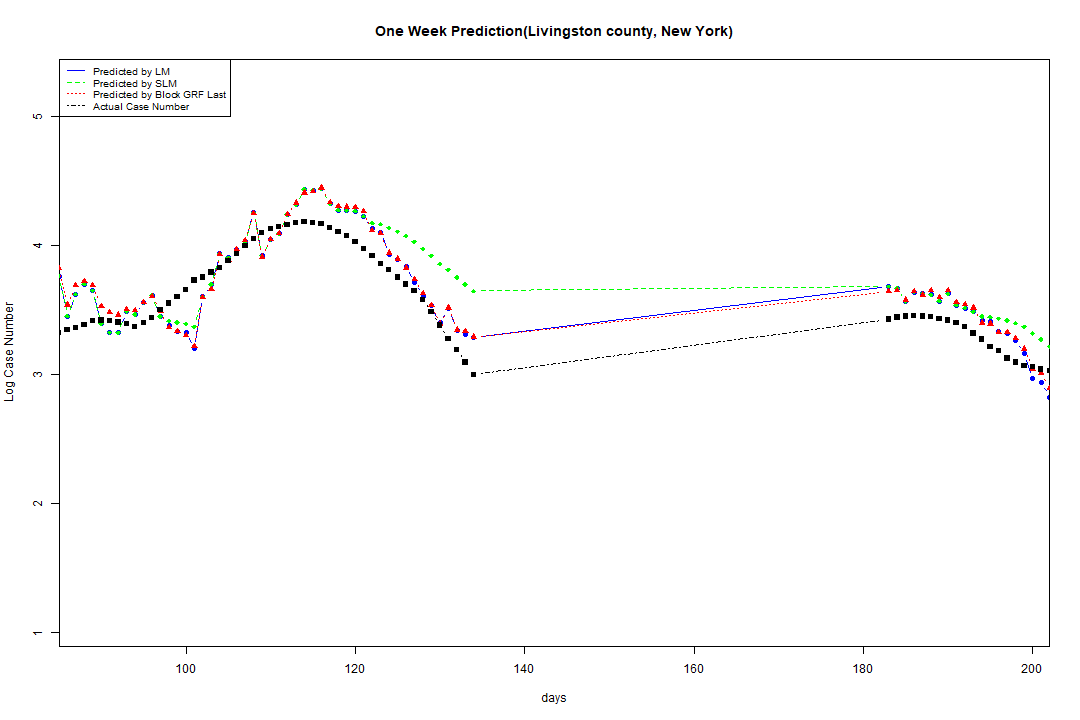 One Week Prediction(Livingston county, New York)
Predicted by LM
Predicted by SLM
Predicted by Block GRF Last
Actual Case Number
5
4
3
2
1
Log Case Number
100 120 140 160 180 200
days